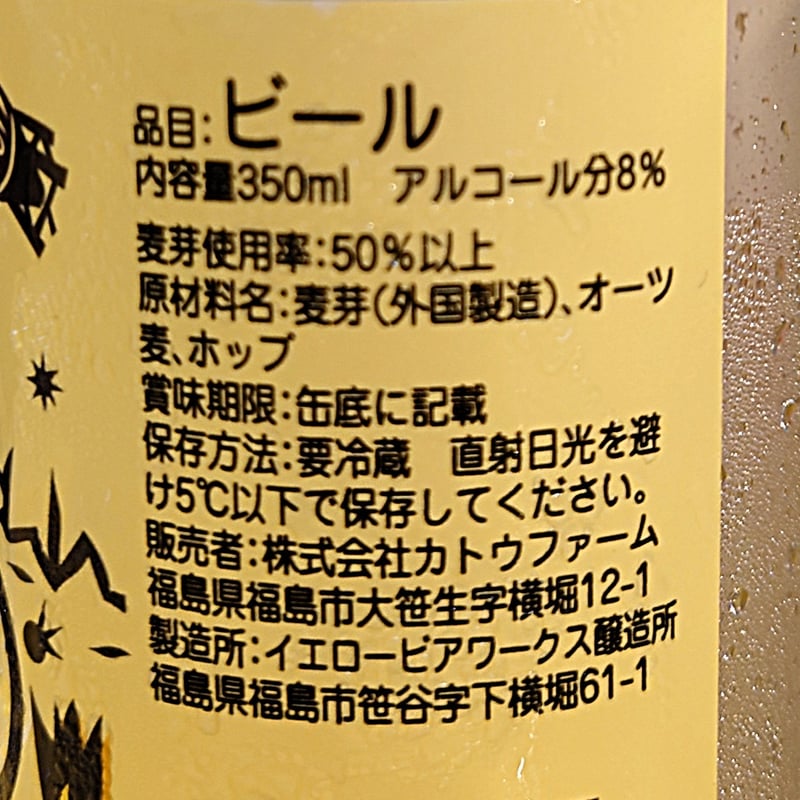 品目:ビール
内容量350ml アルコール分8%
麦芽使用率:50%以上
原材料名:麦芽(外国製造)、オーツ
麦、ホップ
賞味期限:缶底に記載
保存方法:要冷蔵 直射日光を避
け5℃以下で保存してください。
販売者:株式会社カトウファーム
福島県福島市大笹生字横堀12-1
製造所:イエロービアワークス醸造所
福島県福島市笹谷字下横堀61-1